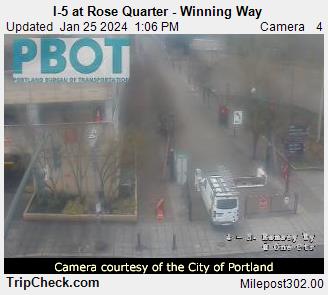 I-5 at Rose Quarter - Winning Way
Updated Jan 25 2024 1:06 PM Camera 4
PBOT
PORTLAND BUREAU OF TRANSPORTATION
Camera courtesy of the City of Portland
TripCheck.com Milepost302.00